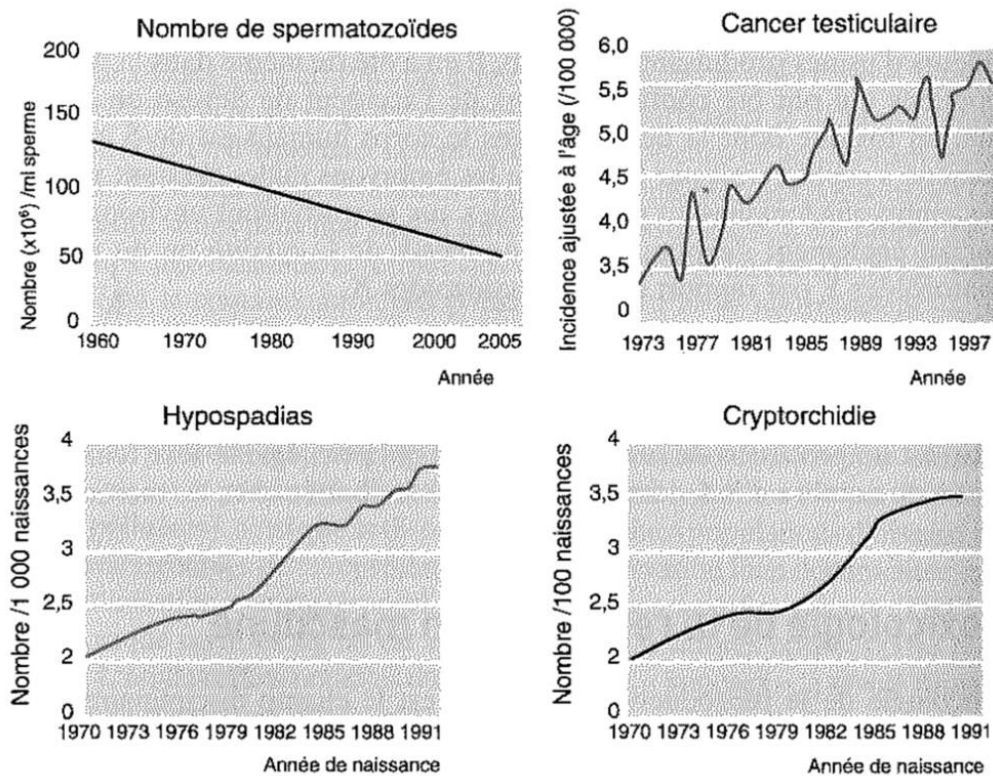 Nombre de spermatozoïdes
Nombre (x10⁶) /ml sperme
200
150
100
50
0
1960 1970 1980 1990 2000 2005
Année
Cancer testiculaire
Incidence ajustée à l'âge (/100 000)
6,0
5,5
5,0
4,5
4,0
3,5
0
1973 1977 1981 1985 1989 1993 1997
Année
Hypospadias
Nombre /1 000 naissances
4
3,5
3
2,5
2
0
1970 1973 1976 1979 1982 1985 1988 1991
Année de naissance
Cryptorchidie
Nombre /100 naissances
4
3,5
3
2,5
2
0
1970 1973 1976 1979 1982 1985 1988 1991
Année de naissance